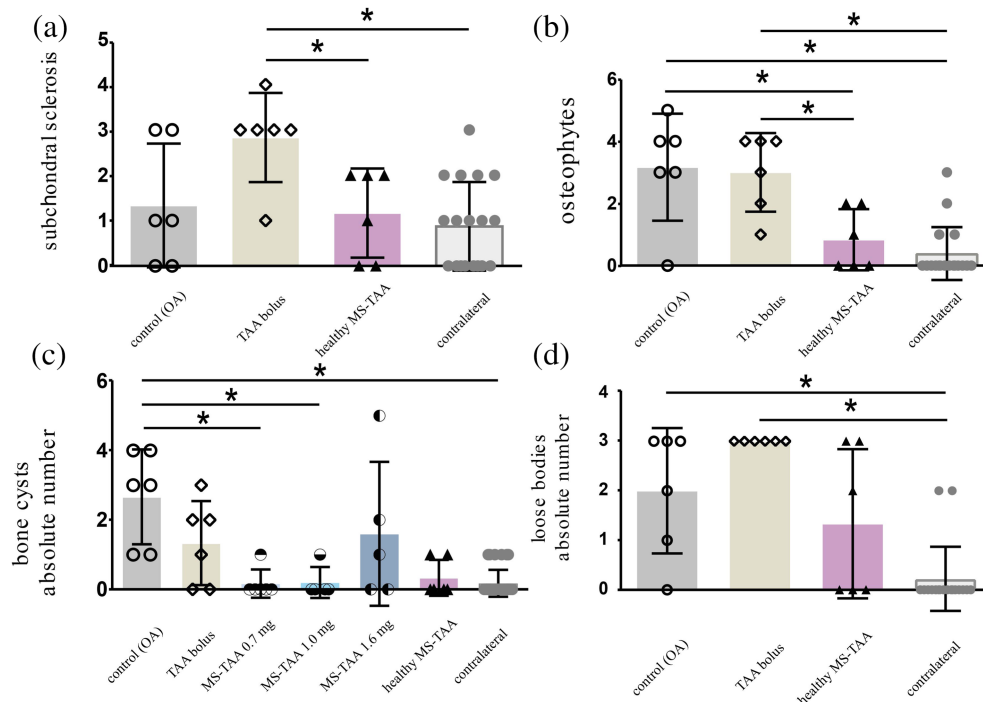 (a)
*
*
subchondral sclerosis
5
4
3
2
1
0
control (OA)
TAA bolus
healthy MS-TAA
contralateral
(b)
*
*
*
*
osteophytes
6
4
2
0
control (OA)
TAA bolus
healthy MS-TAA
contralateral
(c)
*
*
*
bone cysts
absolute number
6
4
2
0
control (OA)
TAA bolus
MS-TAA 0.7 mg
MS-TAA 1.0 mg
MS-TAA 1.6 mg
healthy MS-TAA
contralateral
(d)
*
*
loose bodies
absolute number
4
3
2
1
0
control (OA)
TAA bolus
healthy MS-TAA
contralateral